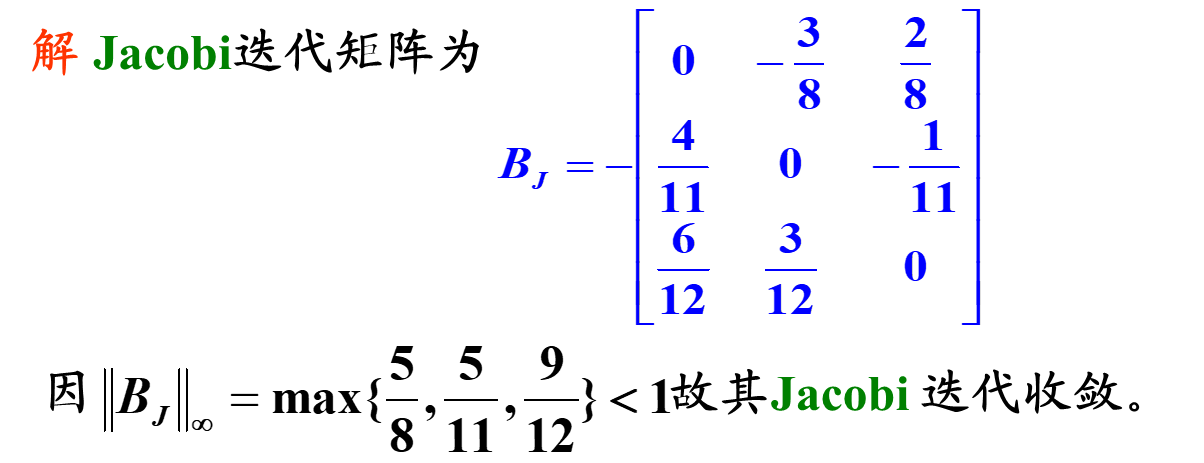 解 Jacobi迭代矩阵为
B_J = -[0 -3/8 2/8
4/11 0 -1/11
6/12 3/12 0]
因 ‖B_J‖_∞ = max{5/8, 5/11, 9/12} < 1故其Jacobi 迭代收敛。